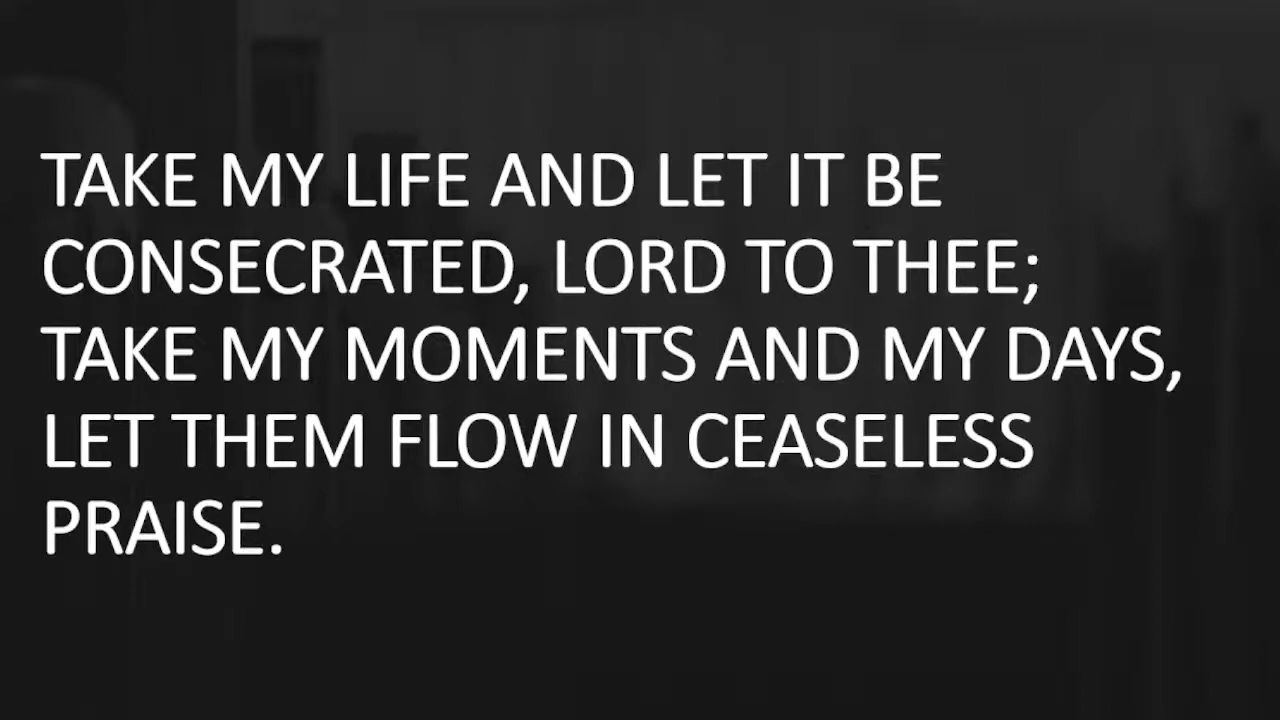 TAKE MY LIFE AND LET IT BE
CONSECRATED, LORD TO THEE;
TAKE MY MOMENTS AND MY DAYS,
LET THEM FLOW IN CEASELESS
PRAISE.